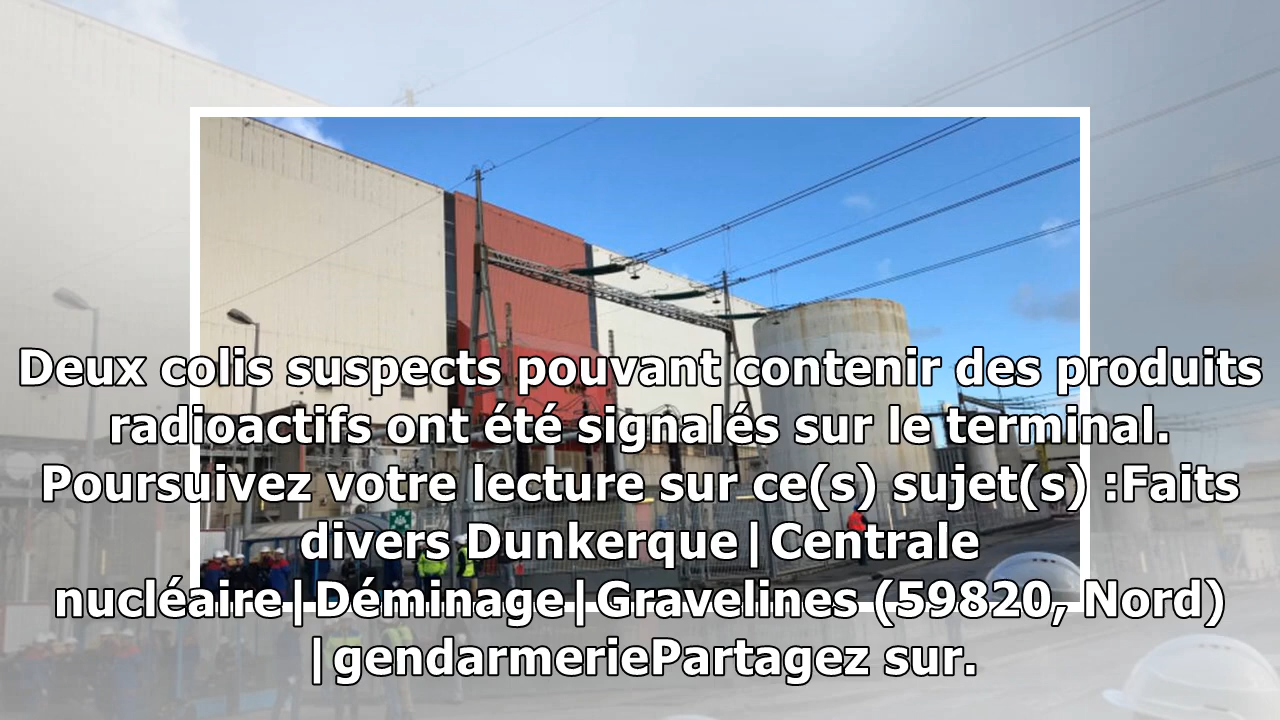 Deux colis suspects pouvant contenir des produits
radioactifs ont été signalés sur le terminal.
Poursuivez votre lecture sur ce(s) sujet(s) :Faits
divers Dunkerque|Centrale
nucléaire|Déminage|Gravelines (59820, Nord)
|gendarmeriePartagez sur.